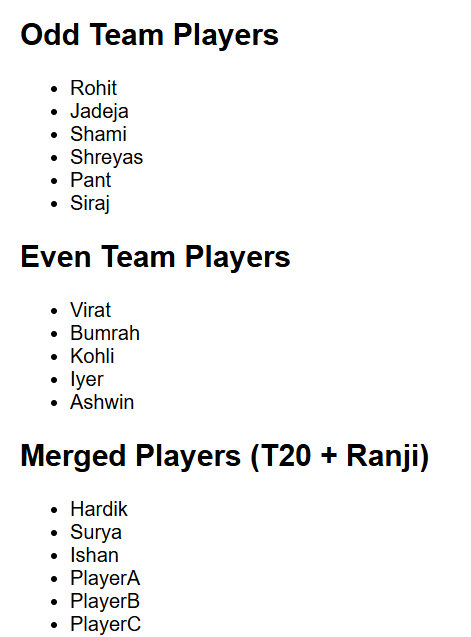 Odd Team Players
• Rohit
• Jadeja
• Shami
• Shreyas
• Pant
• Siraj
Even Team Players
• Virat
• Bumrah
• Kohli
• Iyer
• Ashwin
Merged Players (T20 + Ranji)
• Hardik
• Surya
• Ishan
• PlayerA
• PlayerB
• PlayerC